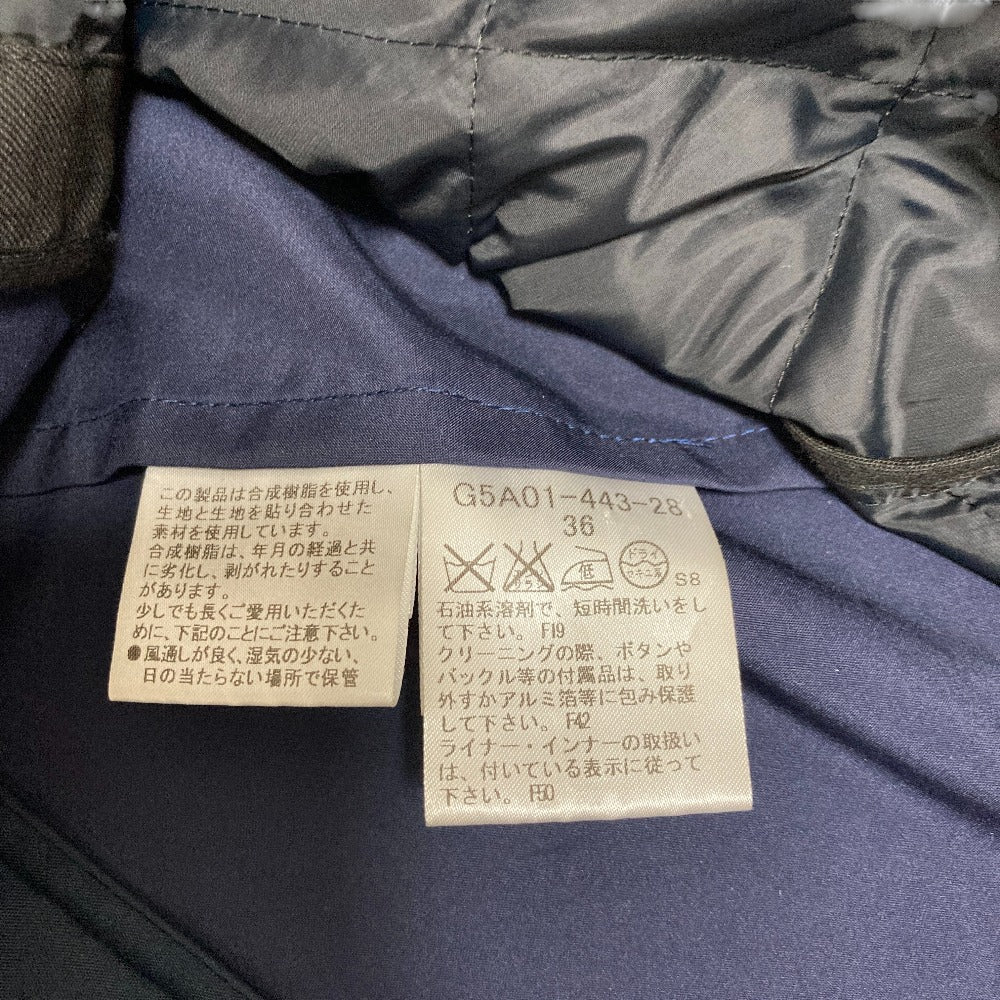 この製品は合成樹脂を使用し、
生地と生地を貼り合わせた
素材を使用しています。
合成樹脂は、年月の経過と共
に劣化し、剥がれたりすること
があります。
少しでも長くご愛用いただくた
めに、下記のことにご注意下さい。
●風通しが良く、湿気の少ない、
日の当たらない場所で保管
G5A01-443-28
36
エンソ
サラシ
低
ドライ
セキユ系
S8
石油系溶剤で、短時間洗いをし
て下さい。F19
クリーニングの際、ボタンや
バックル等の付属品は、取り
外すかアルミ箔等に包み保護
して下さい。F42
ライナー・インナーの取扱い
は、付いている表示に従って
下さい。F50